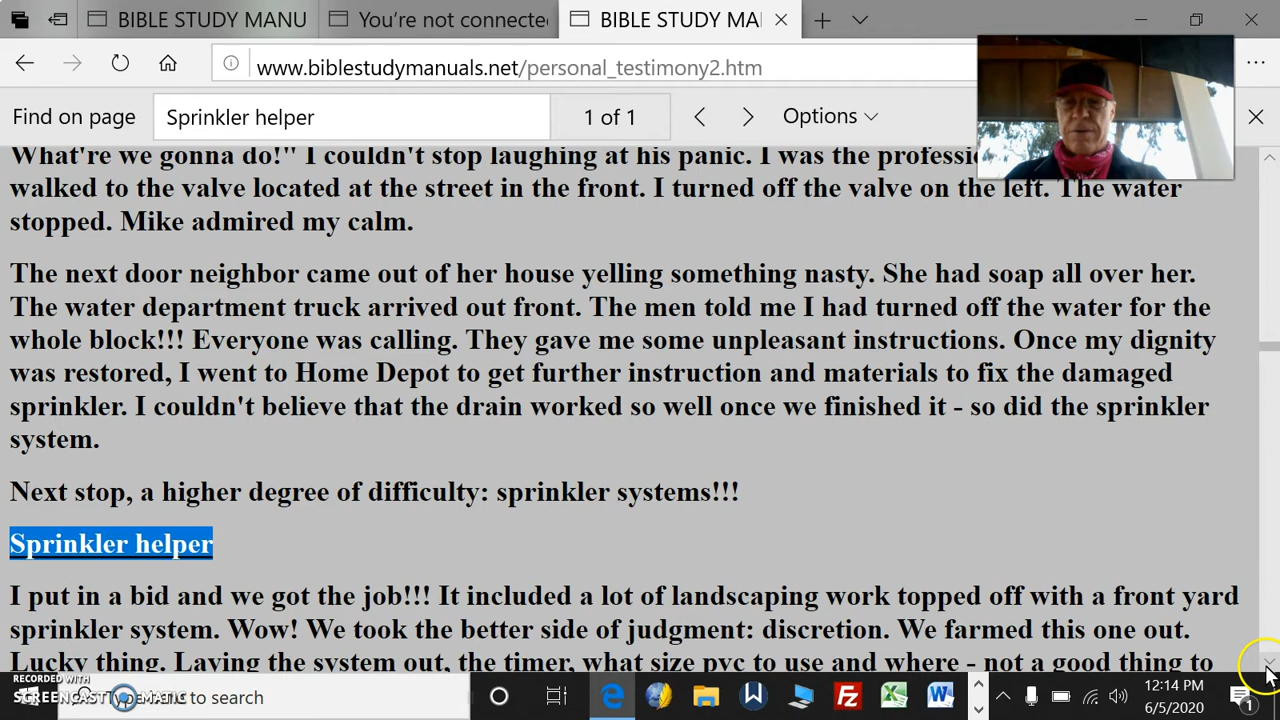 BIBLE STUDY MANU
You're not connecte
BIBLE STUDY MAI
www.biblestudymanuals.net/personal_testimony2.htm
Find on page
Sprinkler helper
1 of 1
Options
What're we gonna do!" I couldn't stop laughing at his panic. I was the professi
walked to the valve located at the street in the front. I turned off the valve on the left. The water
stopped. Mike admired my calm.
The next door neighbor came out of her house yelling something nasty. She had soap all over her.
The water department truck arrived out front. The men told me I had turned off the water for the
whole block!!! Everyone was calling. They gave me some unpleasant instructions. Once my dignity
was restored, I went to Home Depot to get further instruction and materials to fix the damaged
sprinkler. I couldn't believe that the drain worked so well once we finished it - so did the sprinkler
system.
Next stop, a higher degree of difficulty: sprinkler systems!!!
Sprinkler helper
I put in a bid and we got the job!!! It included a lot of landscaping work topped off with a front yard
sprinkler system. Wow! We took the better side of judgment: discretion. We farmed this one out.
Lucky thing. Laying the system out, the timer, what size pvc to use and where - not a good thing to
RECORDED WITH
SCREENCAST MATIC
Type here to search
12:14 PM
6/5/2020
1